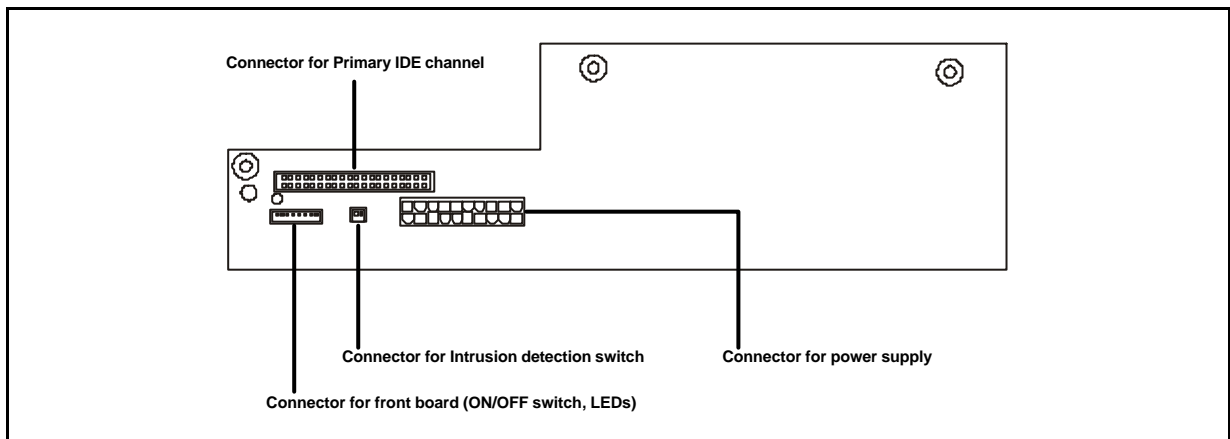 Connector for Primary IDE channel
Connector for Intrusion detection switch
Connector for power supply
Connector for front board (ON/OFF switch, LEDs)